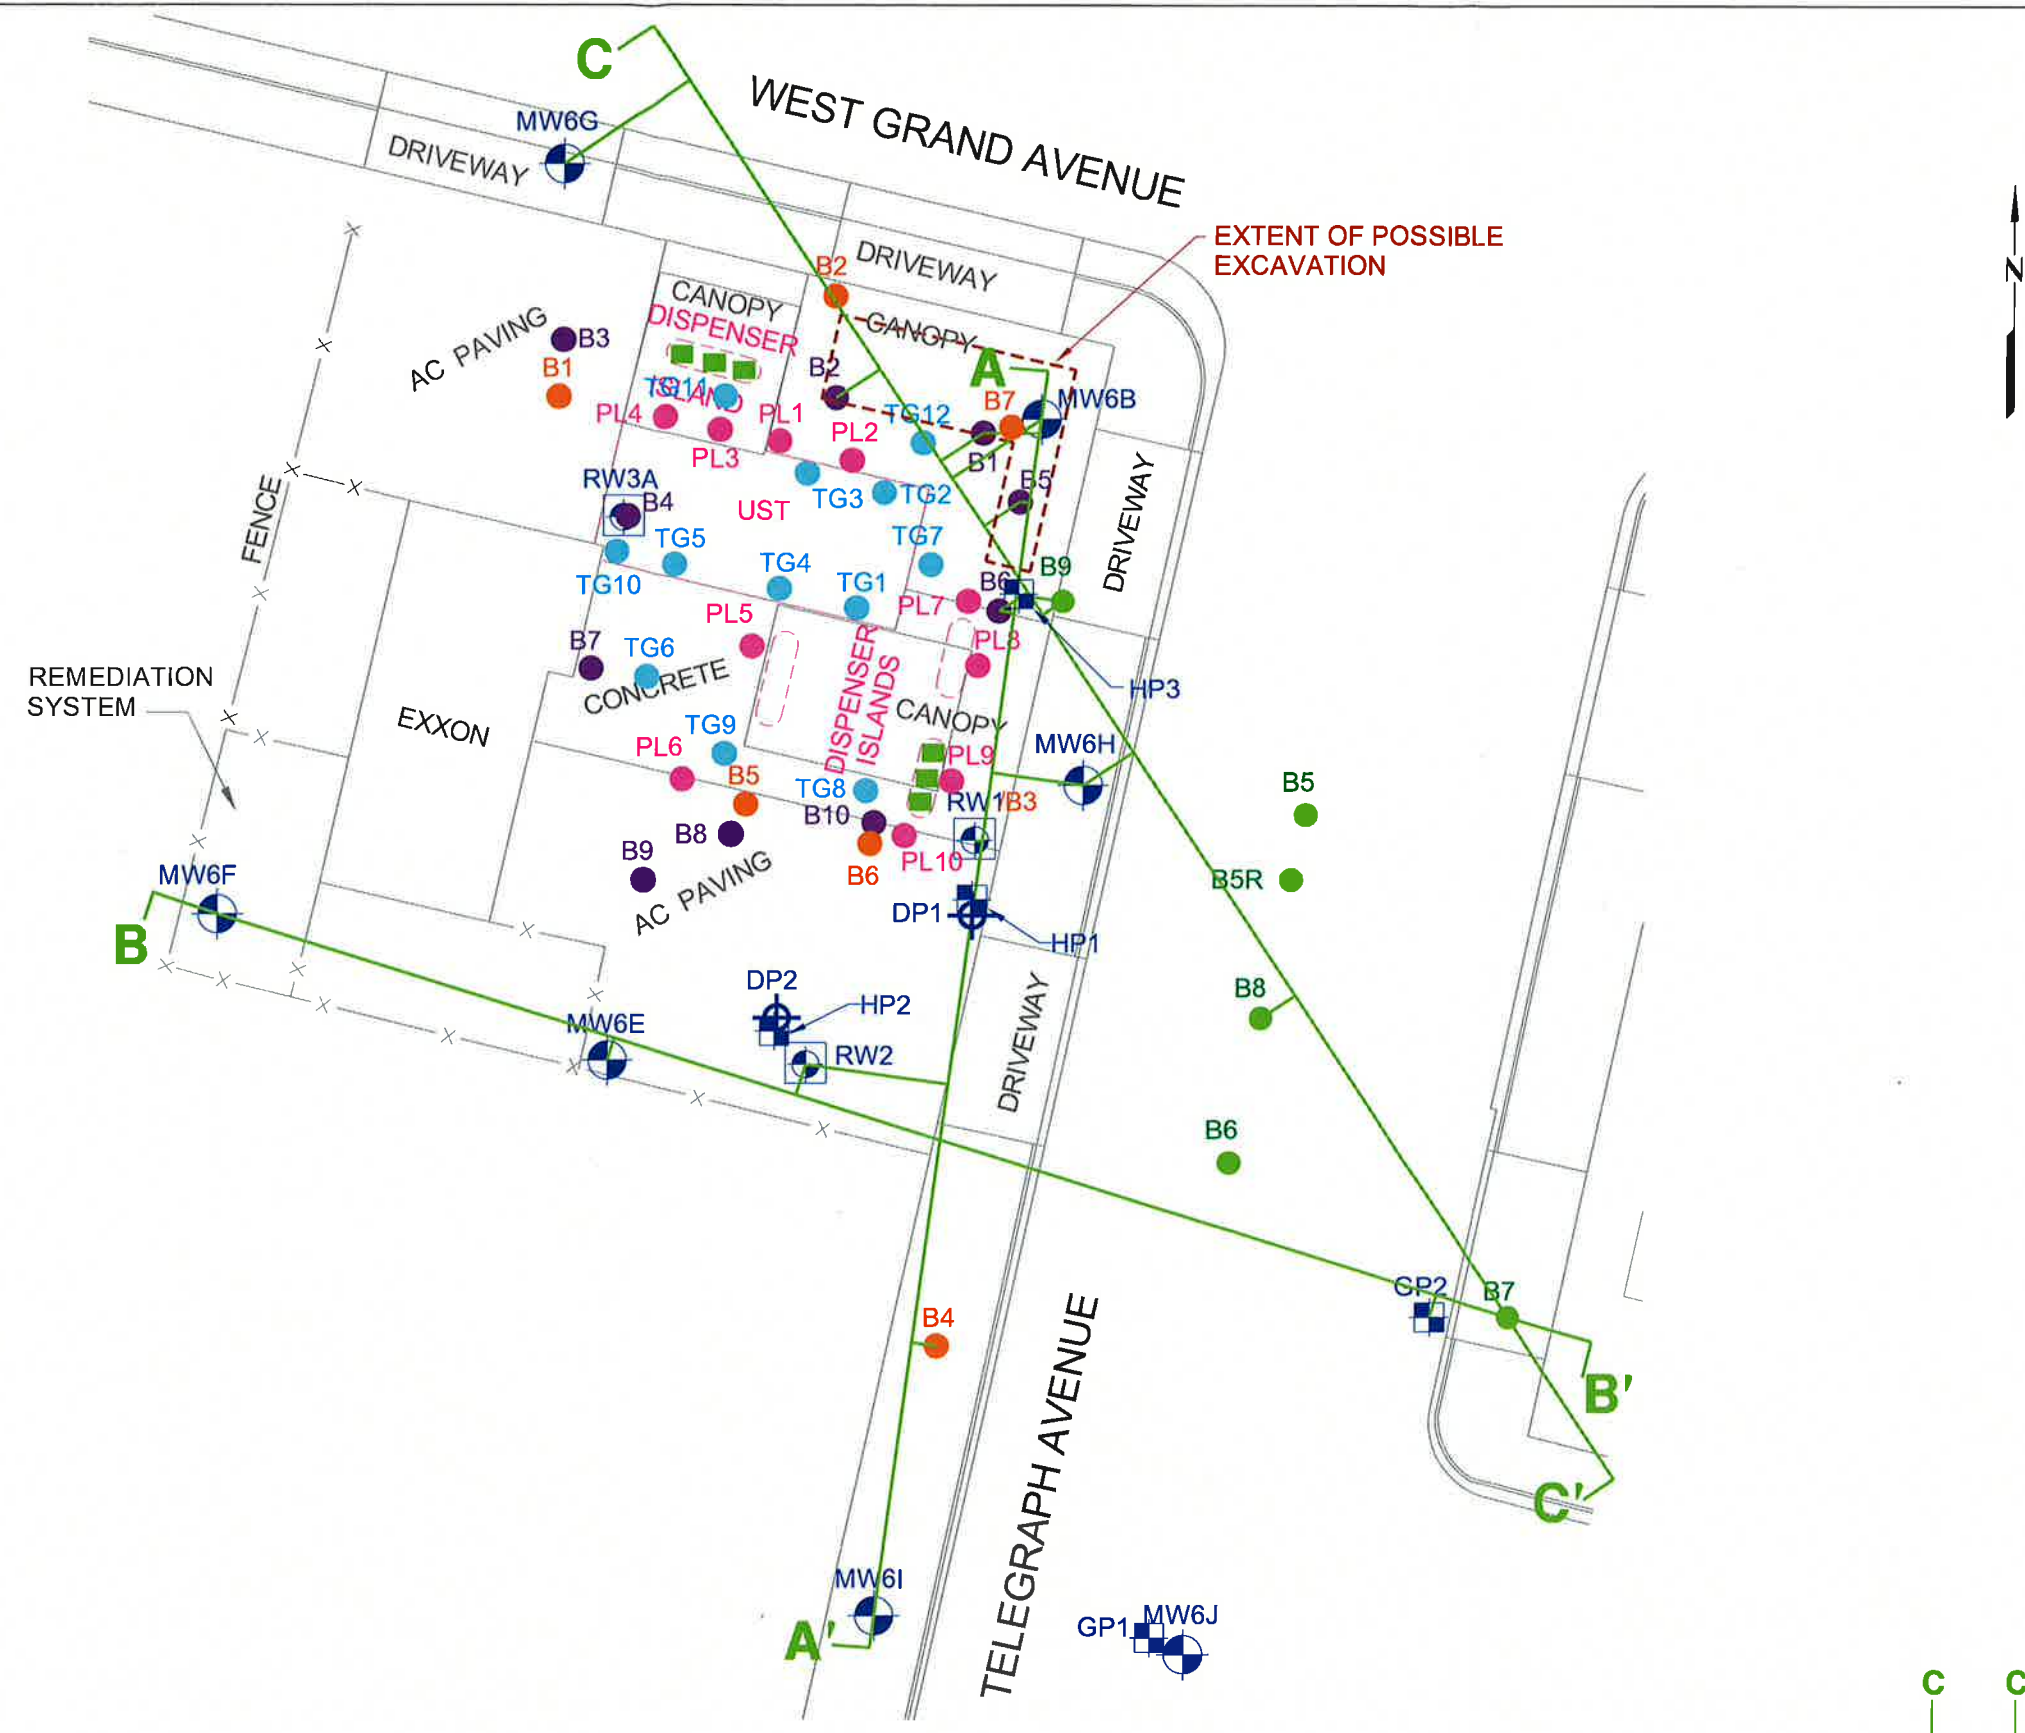 C
WEST GRAND AVENUE
MW6G
DRIVEWAY
EXTENT OF POSSIBLE
EXCAVATION
DRIVEWAY
B2
N
CANOPY
DISPENSER
ISLAND
CANOPY
AC PAVING
B3
B1
B2
A
MW6B
B7
TG11
TG12
PL4
PL1
PL2
PL3
B1
B5
RW3A
B4
UST
TG3
TG2
FENCE
DRIVEWAY
TG5
TG7
TG4
TG10
TG1
B6
B9
PL7
PL5
PL8
B7
TG6
CONCRETE
DISPENSER
ISLANDS
HP3
REMEDIATION
SYSTEM
EXXON
CANOPY
TG9
PL6
MW6H
PL9
B5
TG8
RW1/B3
B5
B10
B8
B9
AC PAVING
B6
PL10
B5R
MW6F
B
DP1
HP1
DP2
HP2
DRIVEWAY
B8
MW6E
RW2
B6
GP2
B7
B4
B'
TELEGRAPH AVENUE
C'
MW6I
A'
GP1
MW6J
C
C